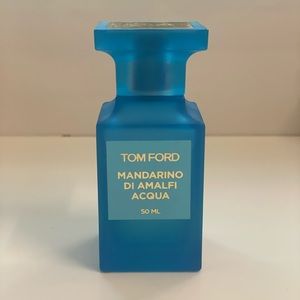 TOM FORD
MANDARINO
DI AMALFI
ACQUA
50 ML